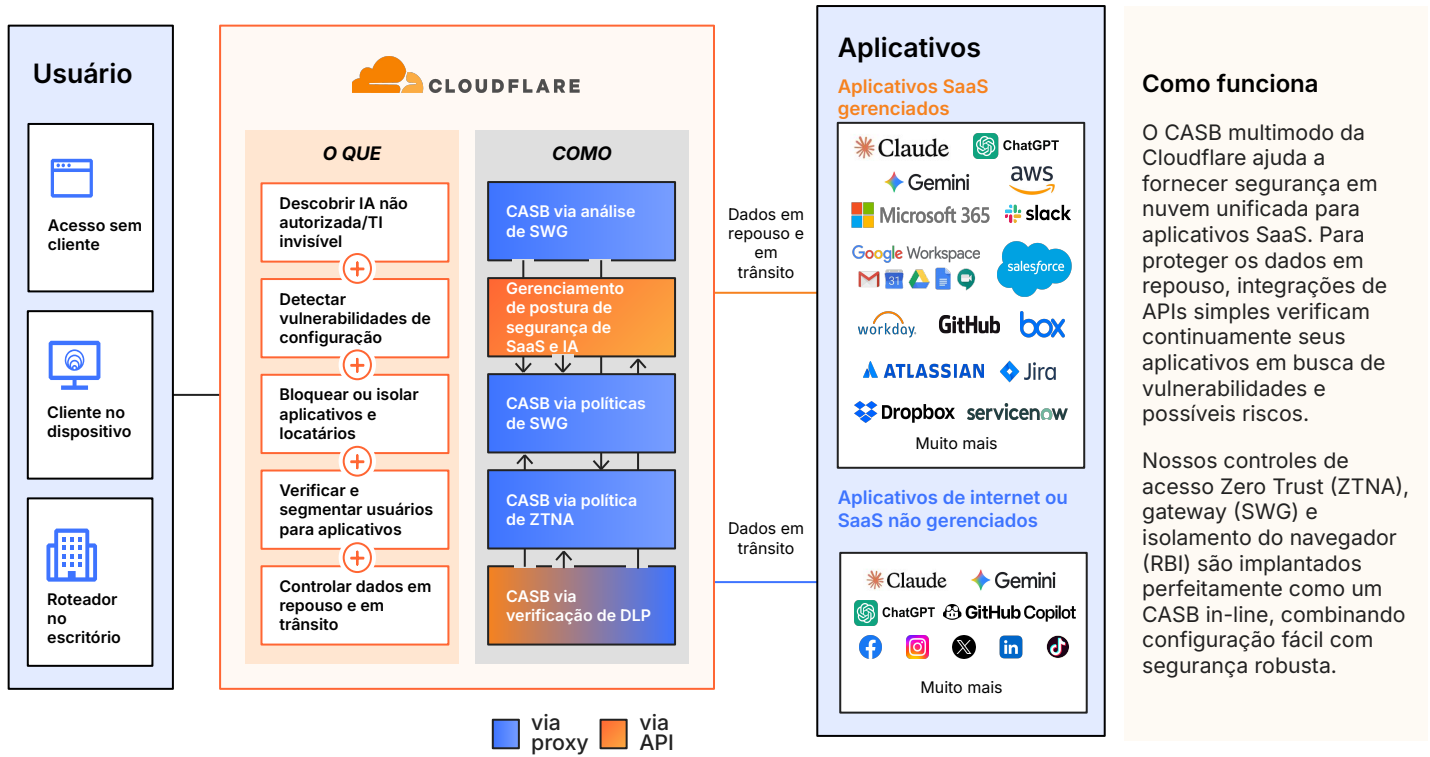 Usuário
Acesso sem
cliente
Cliente no
dispositivo
Roteador
no
escritório
CLOUDFLARE
O QUE
Descobrir IA não
autorizada/TI
invisível
Detectar
vulnerabilidades de
configuração
Bloquear ou isolar
aplicativos e
locatários
Verificar e
segmentar usuários
para aplicativos
Controlar dados em
repouso e em
trânsito
COMO
CASB via análise
de SWG
Gerenciamento
de postura de
segurança de
SaaS e IA
CASB via políticas
de SWG
CASB via política
de ZTNA
CASB via
verificação de DLP
via
proxy
via
API
Dados em
repouso e
em
trânsito
Dados em
trânsito
Aplicativos
Aplicativos SaaS
gerenciados
Claude ChatGPT
Gemini aws
Microsoft 365 slack
Google Workspace salesforce
31
workday. GitHub box
ATLASSIAN Jira
Dropbox servicenow
Muito mais
Aplicativos de internet ou
SaaS não gerenciados
Claude Gemini
ChatGPT GitHub Copilot
Muito mais
Como funciona
O CASB multimodo da
Cloudflare ajuda a
fornecer segurança em
nuvem unificada para
aplicativos SaaS. Para
proteger os dados em
repouso, integrações de
APIs simples verificam
continuamente seus
aplicativos em busca de
vulnerabilidades e
possíveis riscos.
Nossos controles de
acesso Zero Trust (ZTNA),
gateway (SWG) e
isolamento do navegador
(RBI) são implantados
perfeitamente como um
CASB in-line, combinando
configuração fácil com
segurança robusta.